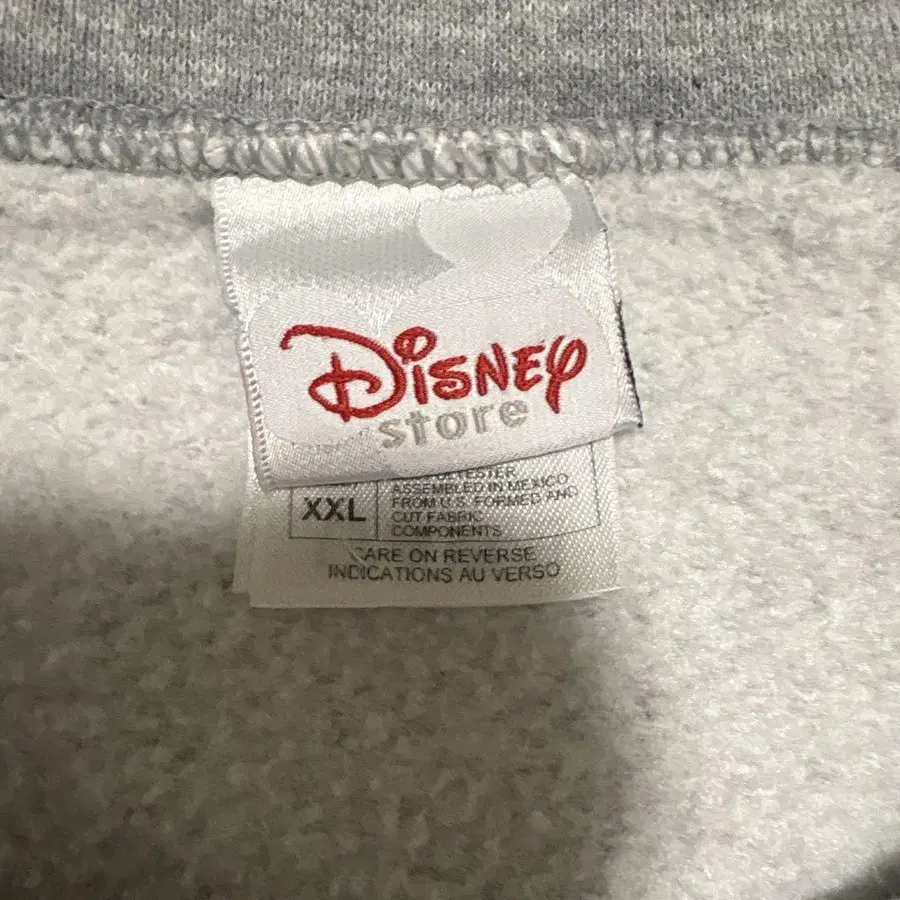 Disney
store
XXL
ASSEMBLED IN MEXICO
FROM U.S. FORMED AND
CUT FABRIC
COMPONENTS
CARE ON REVERSE
INDICATIONS AU VERSO